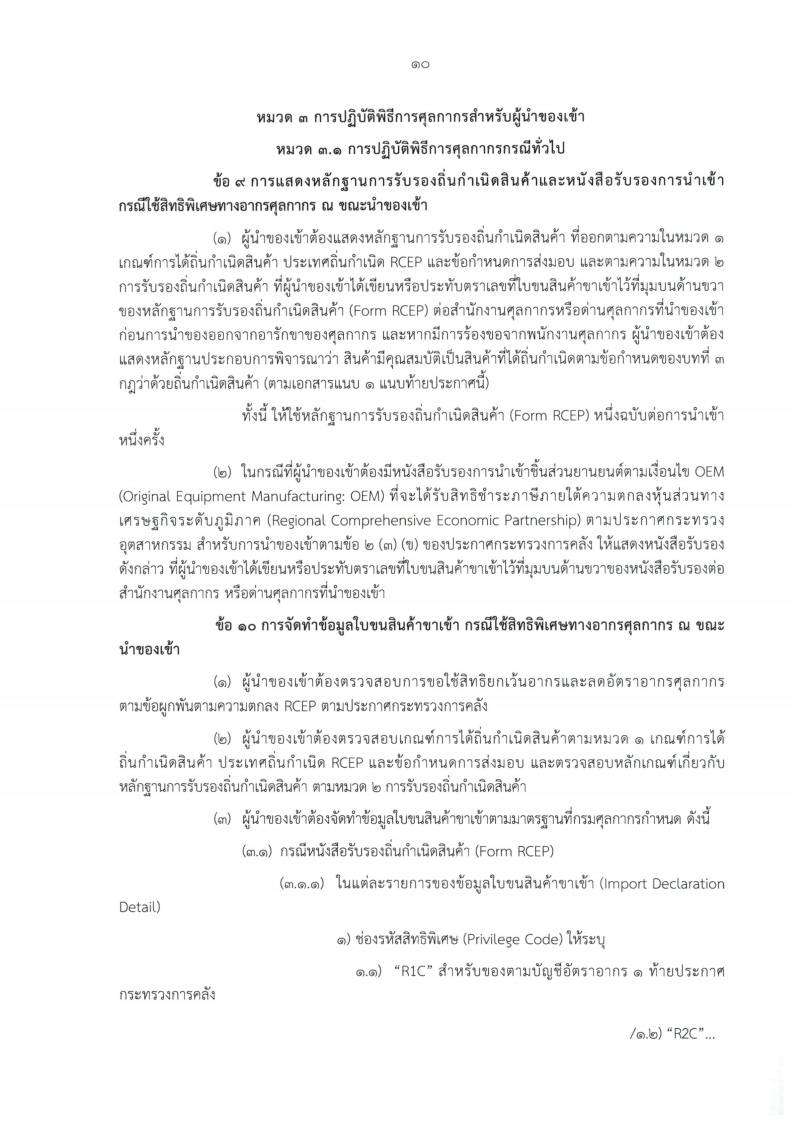 ๑๐
หมวด ๓ การปฏิบัติพิธีการศุลกากรสำหรับผู้นำของเข้า
หมวด ๓.๑ การปฏิบัติพิธีการศุลกากรกรณีทั่วไป
ข้อ ๙ การแสดงหลักฐานการรับรองถิ่นกำเนิดสินค้าและหนังสือรับรองการนำเข้า
กรณีใช้สิทธิพิเศษทางอากรศุลกากร ณ ขณะนำของเข้า
(๑) ผู้นำของเข้าต้องแสดงหลักฐานการรับรองถิ่นกำเนิดสินค้า ที่ออกตามความในหมวด ๑
เกณฑ์การได้ถิ่นกำเนิดสินค้า ประเทศถิ่นกำเนิด RCEP และข้อกำหนดการส่งมอบ และตามความในหมวด ๒
การรับรองถิ่นกำเนิดสินค้า ที่ผู้นำของเข้าได้เขียนหรือประทับตราเลขที่ใบขนสินค้าขาเข้าไว้ที่มุมบนด้านขวา
ของหลักฐานการรับรองถิ่นกำเนิดสินค้า (Form RCEP) ต่อสำนักงานศุลกากรหรือด่านศุลกากรที่นำของเข้า
ก่อนการนำของออกจากอารักขาของศุลกากร และหากมีการร้องขอจากพนักงานศุลกากร ผู้นำของเข้าต้อง
แสดงหลักฐานประกอบการพิจารณาว่า สินค้ามีคุณสมบัติเป็นสินค้าที่ได้ถิ่นกำเนิดตามข้อกำหนดของบทที่ ๓
กฎว่าด้วยถิ่นกำเนิดสินค้า (ตามเอกสารแนบ ๑ แนบท้ายประกาศนี้)
ทั้งนี้ ให้ใช้หลักฐานการรับรองถิ่นกำเนิดสินค้า (Form RCEP) หนึ่งฉบับต่อการนำเข้า
หนึ่งครั้ง
(๒) ในกรณีที่ผู้นำของเข้าต้องมีหนังสือรับรองการนำเข้าชิ้นส่วนยานยนต์ตามเงื่อนไข OEM
(Original Equipment Manufacturing: OEM) ที่จะได้รับสิทธิชำระภาษีภายใต้ความตกลงหุ้นส่วนทาง
เศรษฐกิจระดับภูมิภาค (Regional Comprehensive Economic Partnership) ตามประกาศกระทรวง
อุตสาหกรรม สำหรับการนำของเข้าตามข้อ ๒ (๓) (ข) ของประกาศกระทรวงการคลัง ให้แสดงหนังสือรับรอง
ดังกล่าว ที่ผู้นำของเข้าได้เขียนหรือประทับตราเลขที่ใบขนสินค้าขาเข้าไว้ที่มุมบนด้านขวาของหนังสือรับรองต่อ
สำนักงานศุลกากร หรือด่านศุลกากรที่นำของเข้า
ข้อ ๑๐ การจัดทำข้อมูลใบขนสินค้าขาเข้า กรณีใช้สิทธิพิเศษทางอากรศุลกากร ณ ขณะ
นำของเข้า
(๑) ผู้นำของเข้าต้องตรวจสอบการขอใช้สิทธิยกเว้นอากรและลดอัตราอากรศุลกากร
ตามข้อผูกพันตามความตกลง RCEP ตามประกาศกระทรวงการคลัง
(๒) ผู้นำของเข้าต้องตรวจสอบเกณฑ์การได้ถิ่นกำเนิดสินค้าตามหมวด ๑ เกณฑ์การได้
ถิ่นกำเนิดสินค้า ประเทศถิ่นกำเนิด RCEP และข้อกำหนดการส่งมอบ และตรวจสอบหลักเกณฑ์เกี่ยวกับ
หลักฐานการรับรองถิ่นกำเนิดสินค้า ตามหมวด ๒ การรับรองถิ่นกำเนิดสินค้า
(๓) ผู้นำของเข้าต้องจัดทำข้อมูลใบขนสินค้าขาเข้าตามมาตรฐานที่กรมศุลกากรกำหนด ดังนี้
(๓.๑) กรณีหนังสือรับรองถิ่นกำเนิดสินค้า (Form RCEP)
(๓.๑.๑) ในแต่ละรายการของข้อมูลใบขนสินค้าขาเข้า (Import Declaration
Detail)
๑) ช่องรหัสสิทธิพิเศษ (Privilege Code) ให้ระบุ
๑.๑) “R1C” สำหรับของตามบัญชีอัตราอากร ๑ ท้ายประกาศ
กระทรวงการคลัง
/๑.๒) “R2C”...